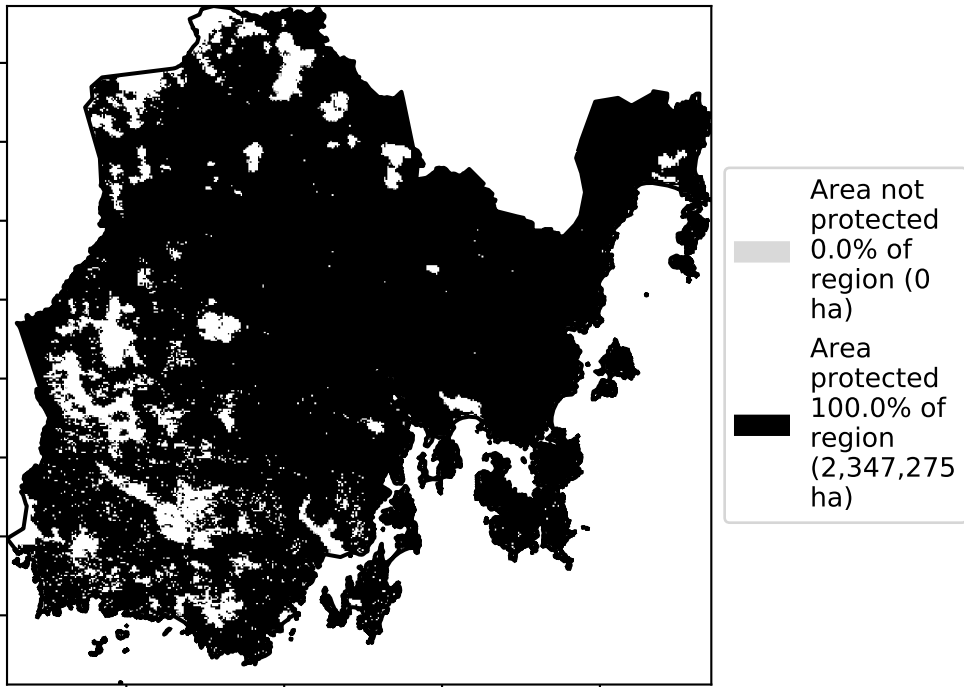 Area not
protected
0.0% of
region (0
ha)
Area
protected
100.0% of
region
(2,347,275
ha)